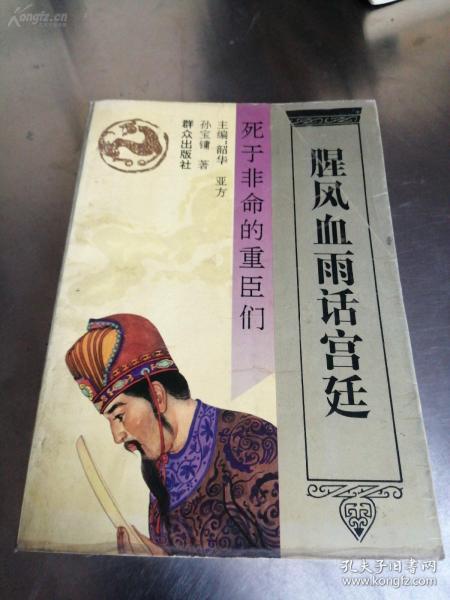 腥风血雨话宫廷
死于非命的重臣们
主编:韶华 亚方
孙宝镛 著
群众出版社
Kongfz.cn
孔夫子旧书网
www.kongfz.com